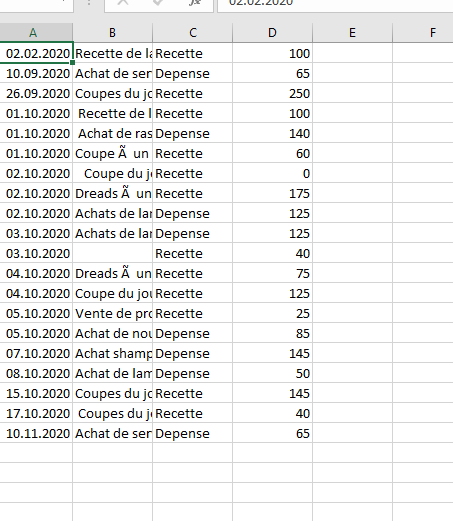 02.02.2020
A B C D E F
02.02.2020 Recette de la Recette 100
10.09.2020 Achat de ser Depense 65
26.09.2020 Coupes du jo Recette 250
01.10.2020 Recette de l Recette 100
01.10.2020 Achat de ras Depense 140
01.10.2020 Coupe Ã un Recette 60
02.10.2020 Coupe du j Recette 0
02.10.2020 Dreads Ã un Recette 175
02.10.2020 Achats de lar Depense 125
03.10.2020 Achats de lar Depense 125
03.10.2020 Recette 40
04.10.2020 Dreads Ã un Recette 75
04.10.2020 Coupe du jou Recette 125
05.10.2020 Vente de pro Recette 25
05.10.2020 Achat de nou Depense 85
07.10.2020 Achat shamp Depense 145
08.10.2020 Achat de lam Depense 50
15.10.2020 Coupes du jo Recette 145
17.10.2020 Coupes du j Recette 40
10.11.2020 Achat de ser Depense 65